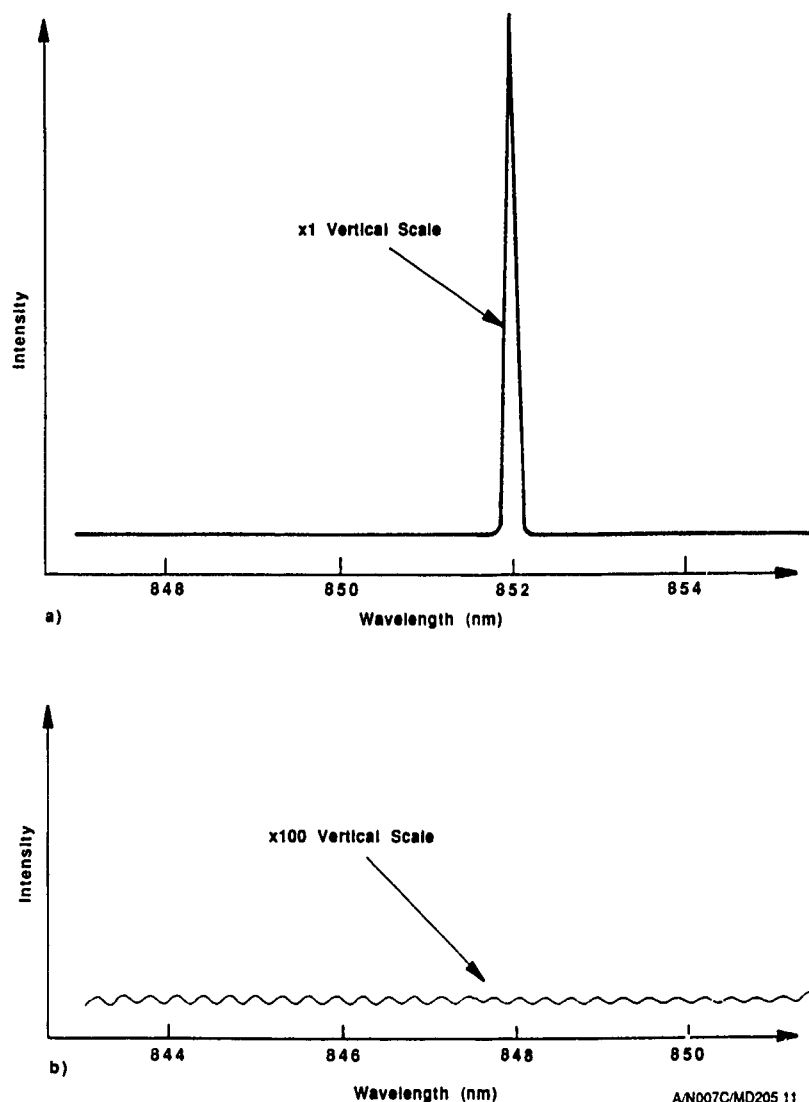 x1 Vertical Scale
Intensity
848 850 852 854
a)
Wavelength (nm)
x100 Vertical Scale
Intensity
844 846 848 850
b)
Wavelength (nm)
A/N007C/MD205 11